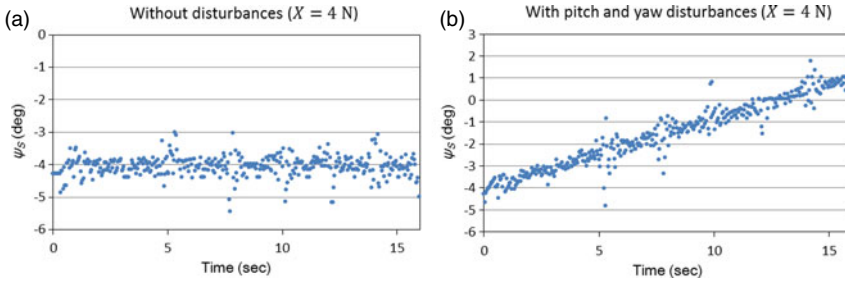 (a)
Without disturbances (X = 4 N)
0
-1
-2
-3
-4
-5
-6
ψS (deg)
0 5 10 15
Time (sec)
(b)
With pitch and yaw disturbances (X = 4 N)
3
2
1
0
-1
-2
-3
-4
-5
-6
ψS (deg)
0 5 10 15
Time (sec)